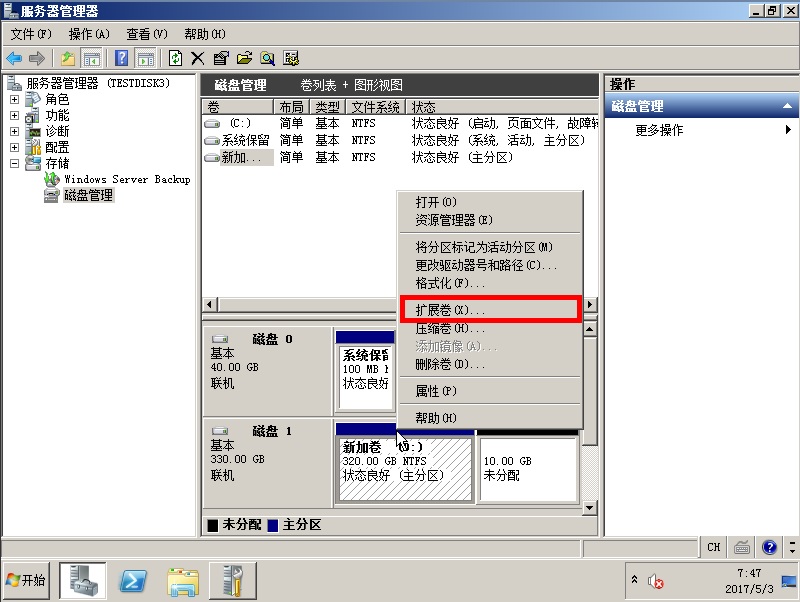 服务器管理器
文件(F) 操作(A) 查看(V) 帮助(H)
服务器管理器 (TESTDISK3)
角色
功能
诊断
配置
存储
Windows Server Backup
磁盘管理
磁盘管理 卷列表 + 图形视图
卷 布局 类型 文件系统 状态
(C:) 简单 基本 NTFS 状态良好 (启动, 页面文件, 故障转
系统保留 简单 基本 NTFS 状态良好 (系统, 活动, 主分区)
新加... 简单 基本 NTFS 状态良好 (主分区)
打开(O)
资源管理器(E)
将分区标记为活动分区(M)
更改驱动器号和路径(C)...
格式化(F)...
扩展卷(X)...
压缩卷(H)...
添加镜像(A)...
删除卷(D)...
属性(P)
帮助(H)
磁盘 0
基本
40.00 GB
联机
系统保留
100 MB
状态良好
磁盘 1
基本
330.00 GB
联机
新加卷 (D:)
320.00 GB NTFS
状态良好 (主分区)
10.00 GB
未分配
未分配 主分区
操作
磁盘管理
更多操作
CH
开始
7:47
2017/5/3